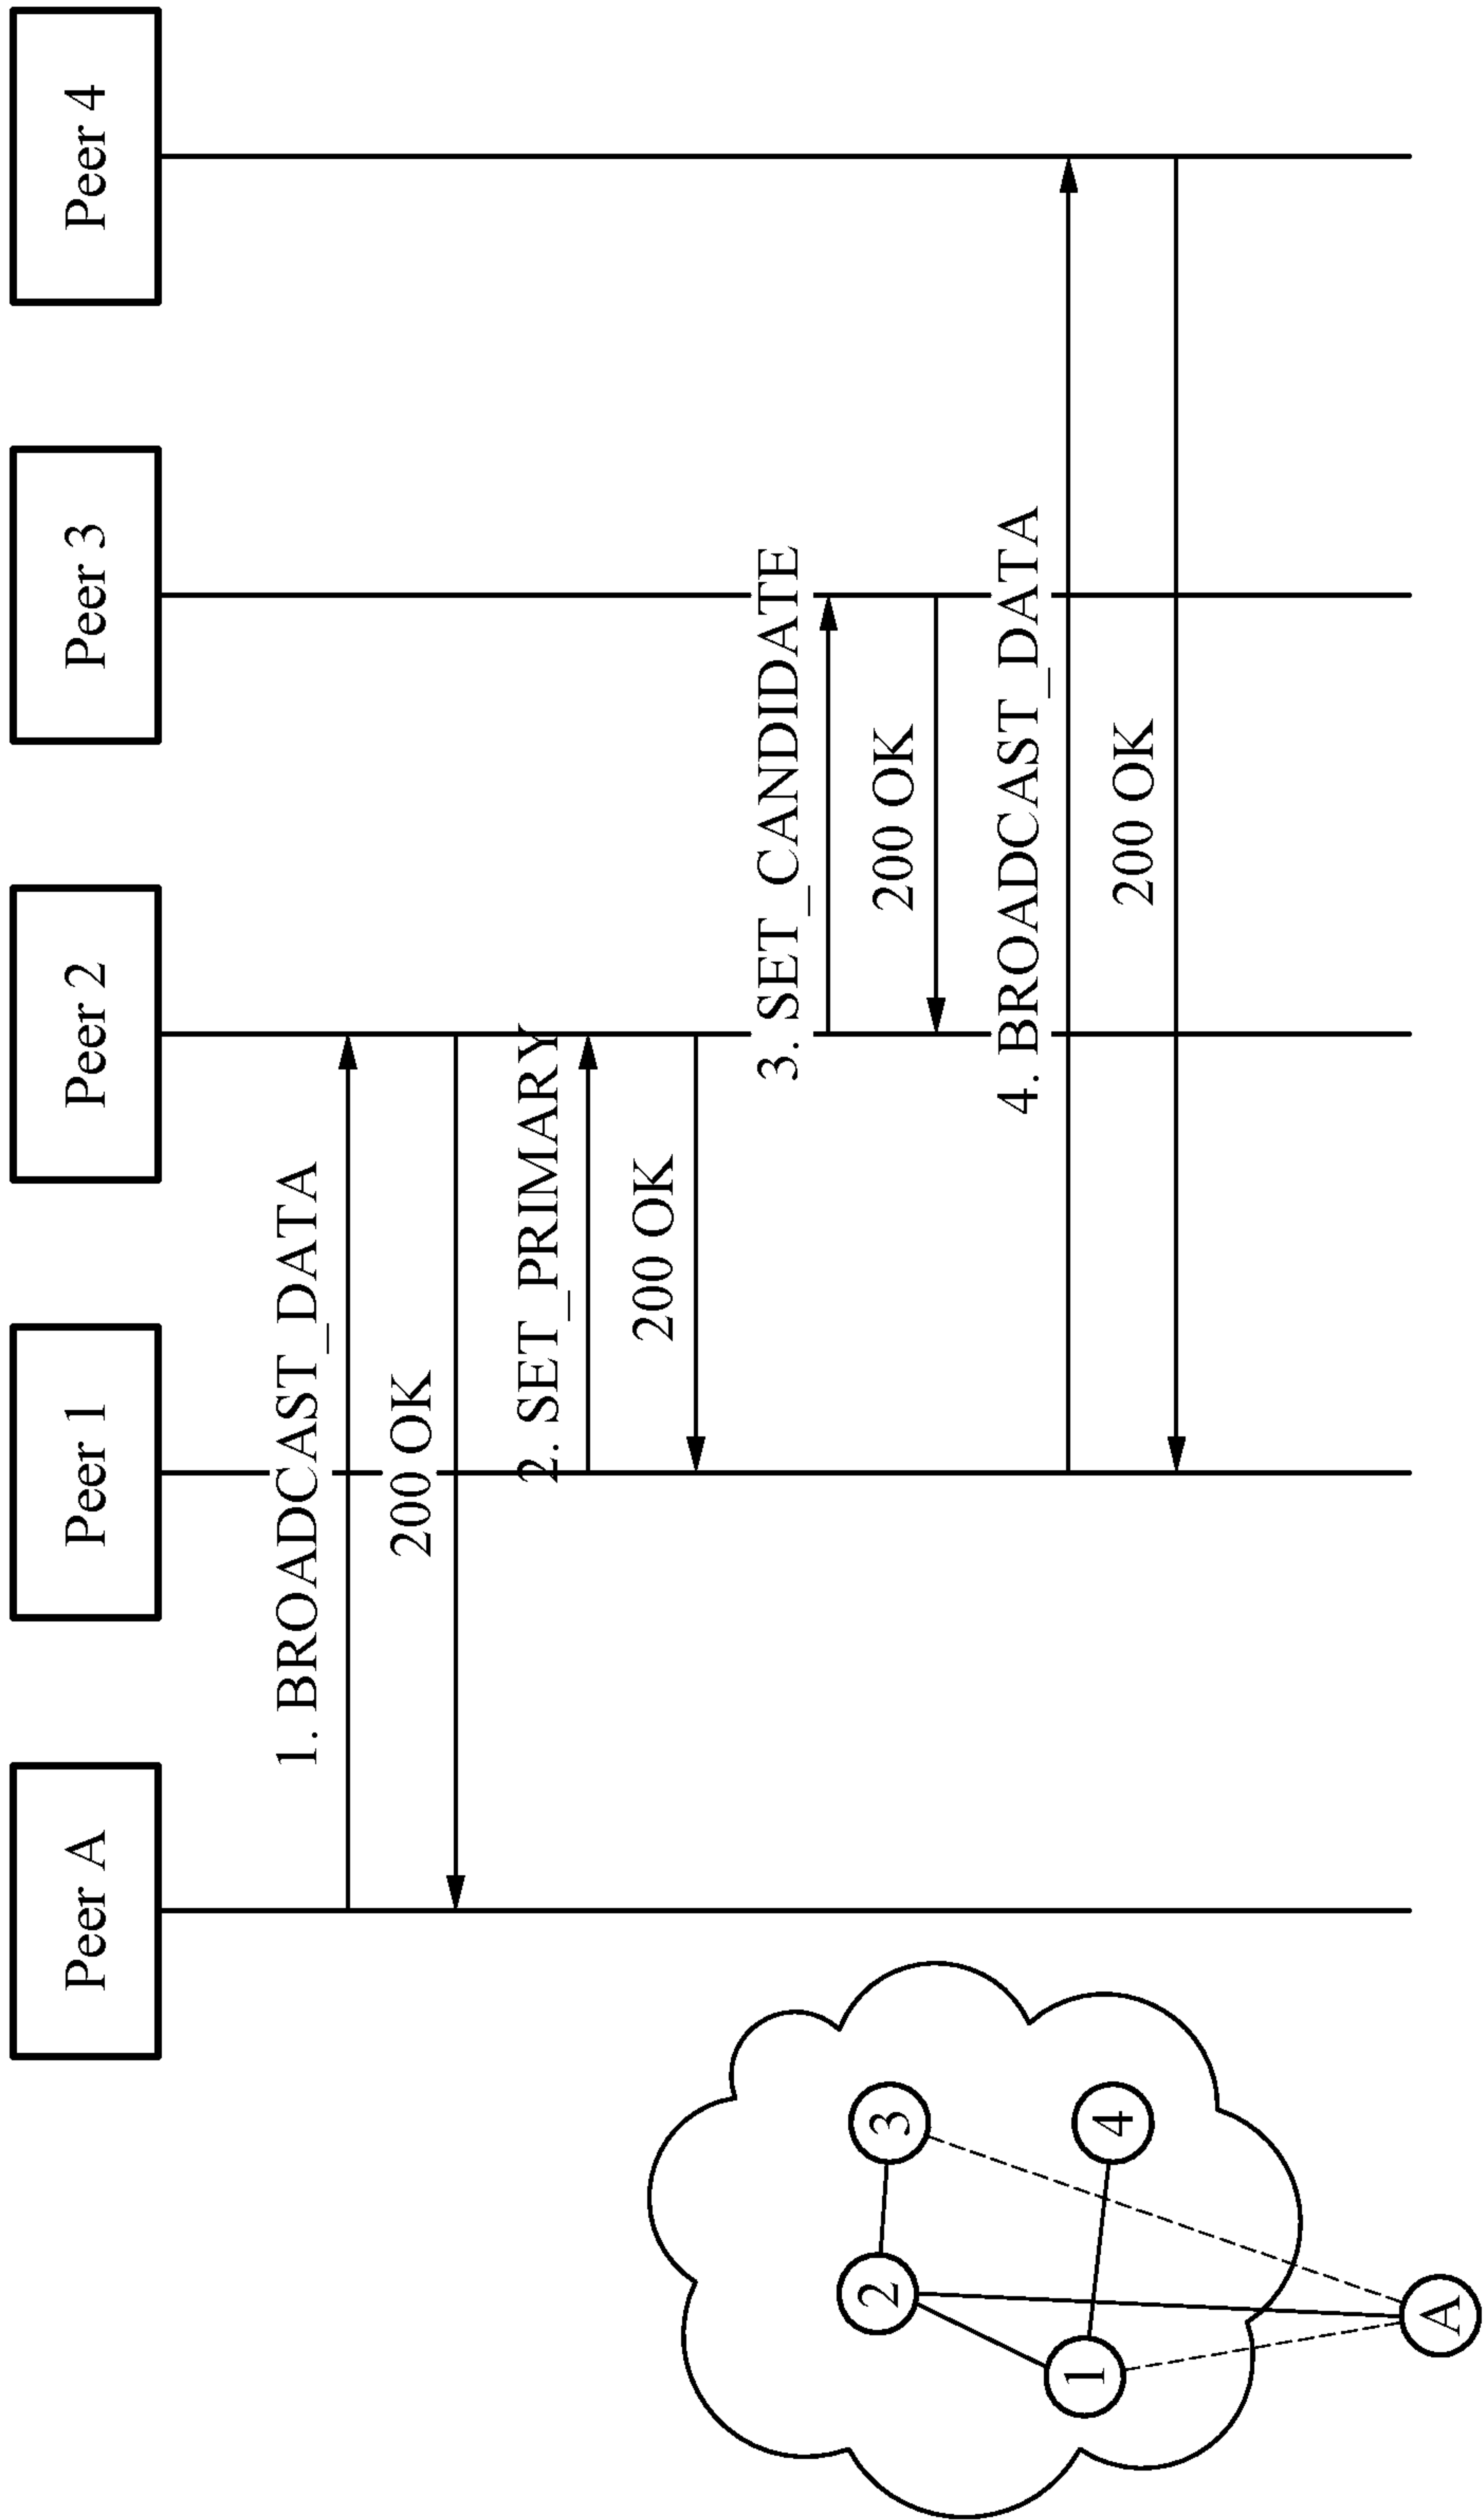 Peer A
Peer 1
Peer 2
Peer 3
Peer 4
1. BROADCAST_DATA
200 OK
2. SET_PRIMARY
200 OK
3. SET_CANDIDATE
200 OK
4. BROADCAST_DATA
200 OK
2
3
1
4
A